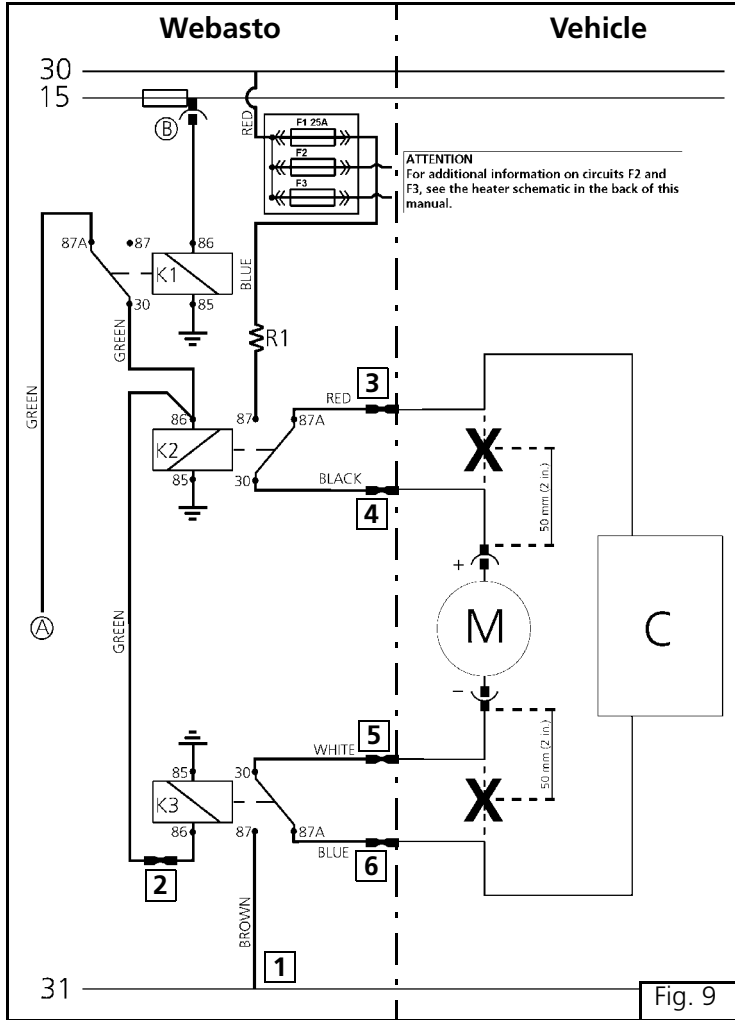 Webasto
Vehicle
30
15
RED
F1 25A
F2
F3
B
ATTENTION
For additional information on circuits F2 and
F3, see the heater schematic in the back of this
manual.
87A
87
86
K1
BLUE
30
85
GREEN
R1
GREEN
3
RED
86
87
87A
K2
85
30
BLACK
4
50 mm (2 in.)
+
A
GREEN
M
C
−
5
WHITE
50 mm (2 in.)
85
30
K3
86
87
87A
BLUE
6
2
BROWN
1
31
Fig. 9